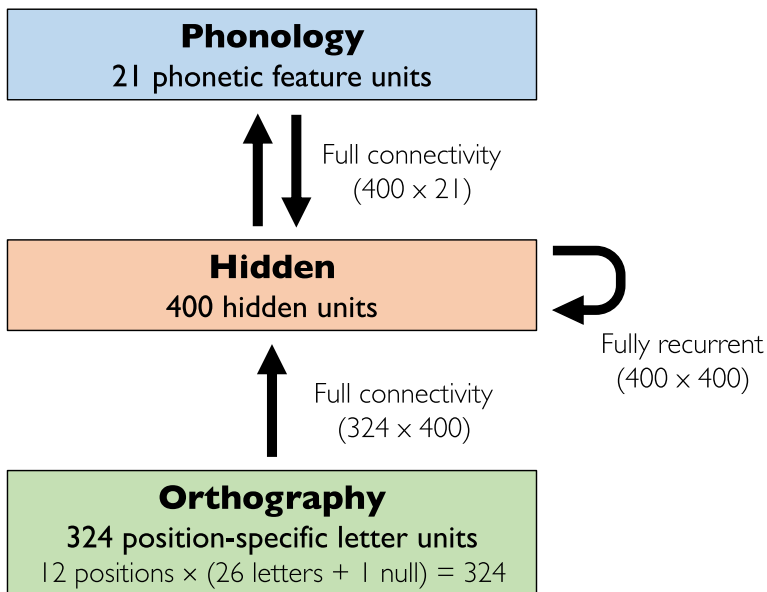 Phonology
21 phonetic feature units
Full connectivity
(400 x 21)
Hidden
400 hidden units
Fully recurrent
(400 x 400)
Full connectivity
(324 x 400)
Orthography
324 position-specific letter units
12 positions × (26 letters + 1 null) = 324